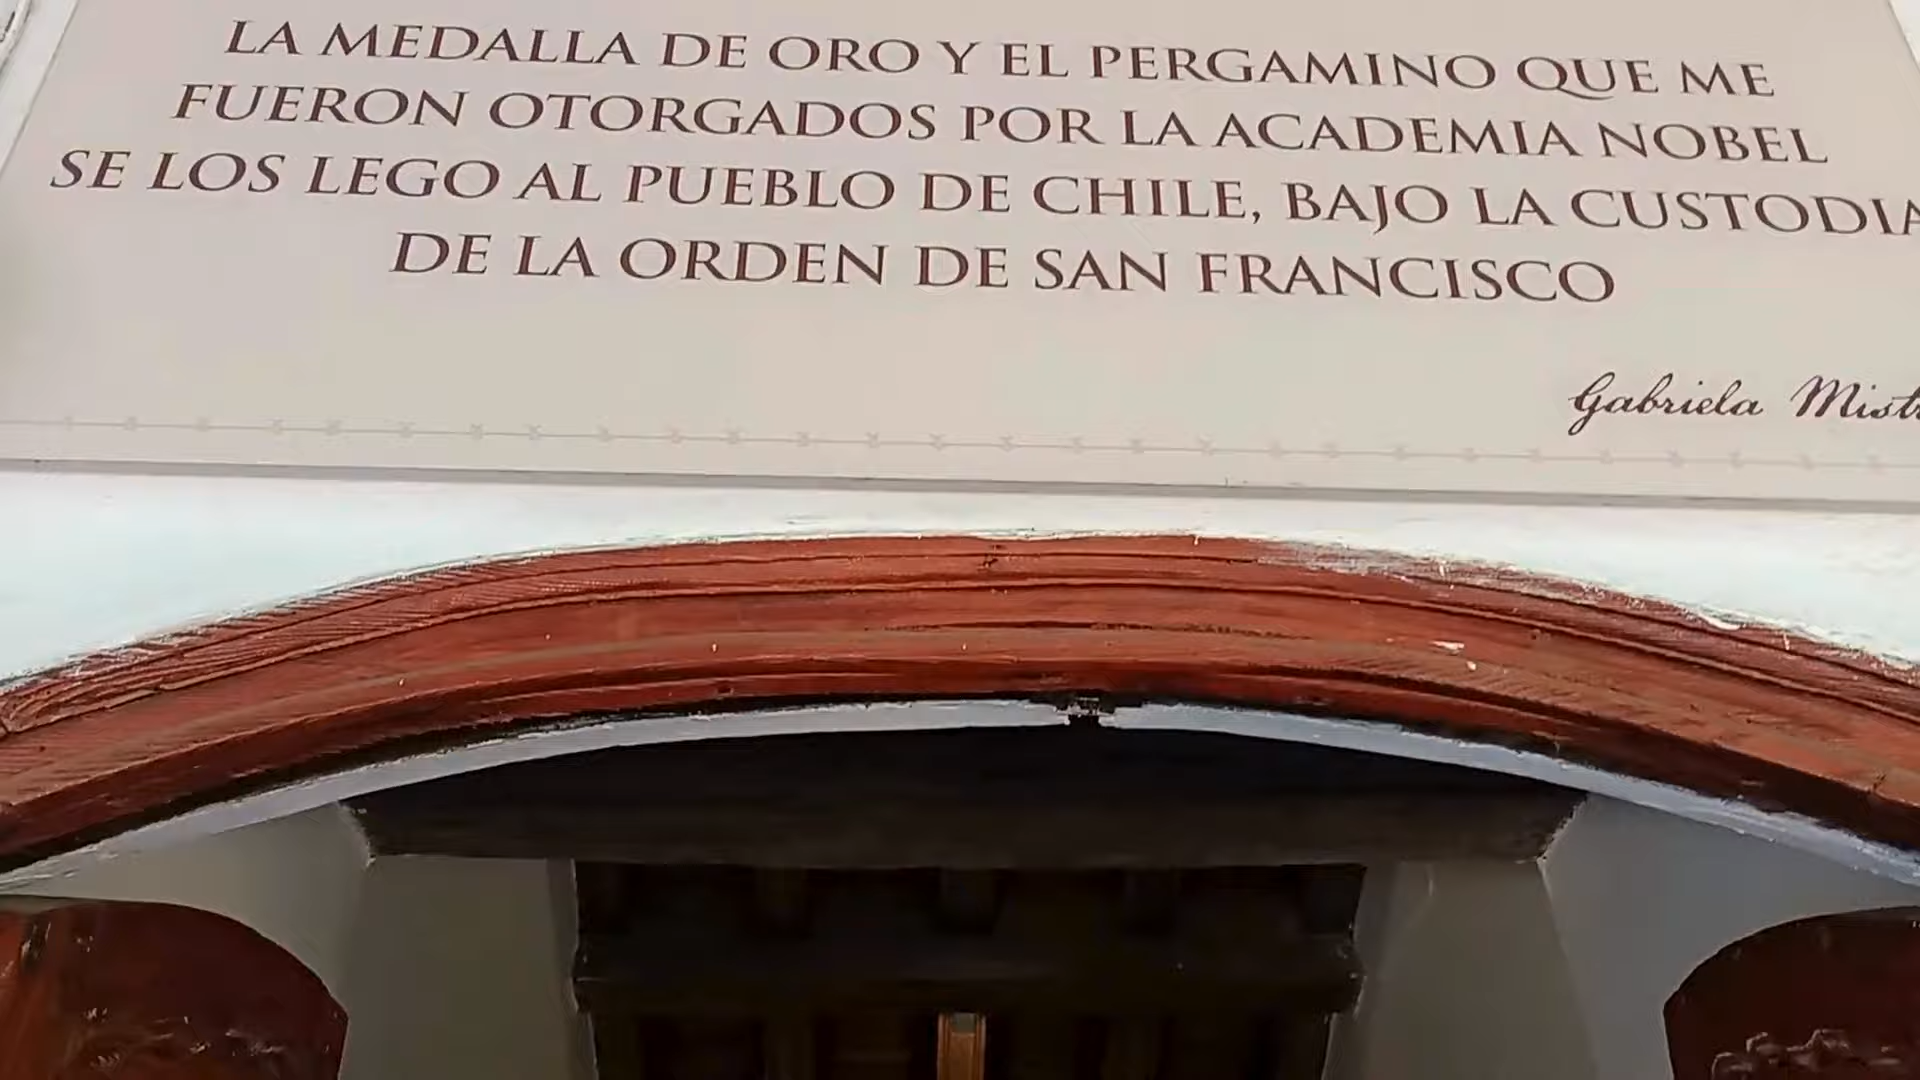 LA MEDALLA DE ORO Y EL PERGAMINO QUE ME
FUERON OTORGADOS POR LA ACADEMIA NOBEL
SE LOS LEGO AL PUEBLO DE CHILE, BAJO LA CUSTODIA
DE LA ORDEN DE SAN FRANCISCO
Gabriela